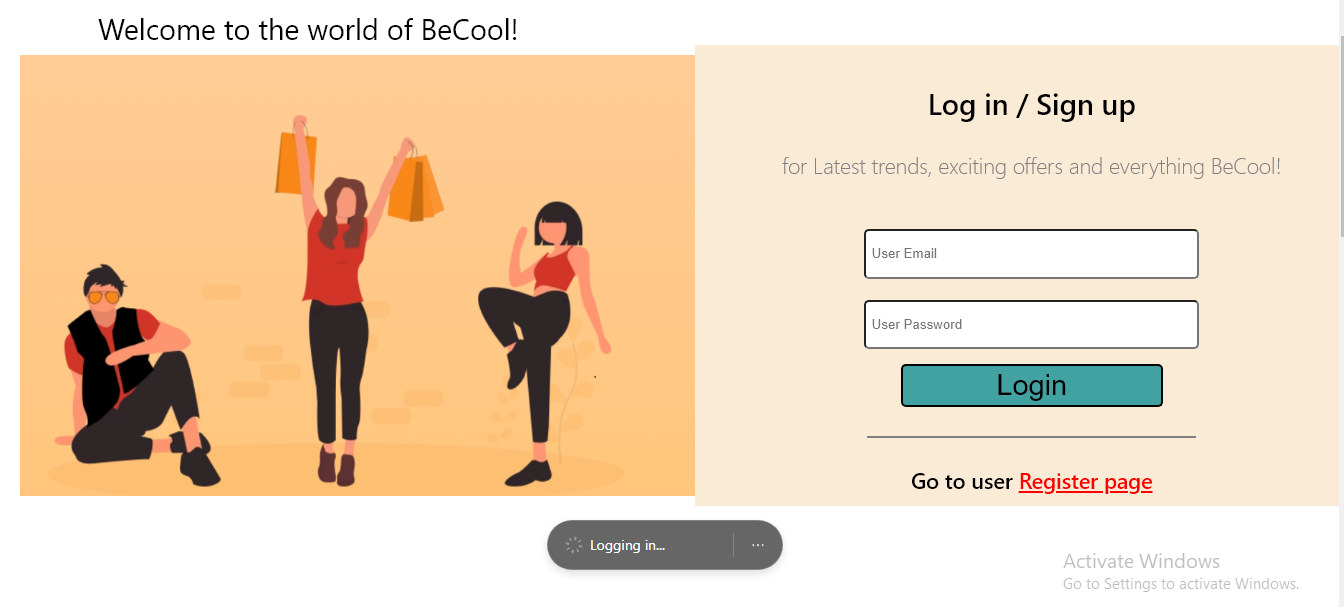 Welcome to the world of BeCool!
Log in / Sign up
for Latest trends, exciting offers and everything BeCool!
User Email
User Password
Login
Go to user Register page
Logging in...
Activate Windows
Go to Settings to activate Windows.